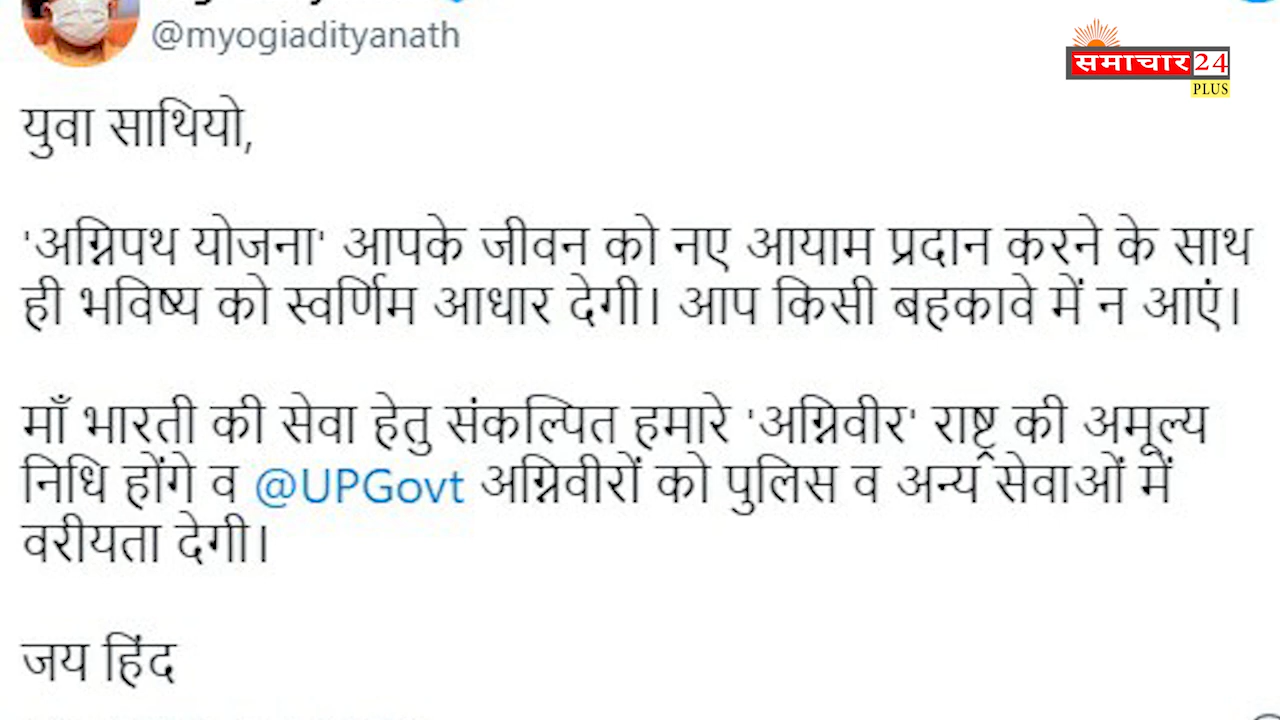 @myogiadityanath
समाचार 24
PLUS
युवा साथियो,
'अग्निपथ योजना' आपके जीवन को नए आयाम प्रदान करने के साथ
ही भविष्य को स्वर्णिम आधार देगी। आप किसी बहकावे में न आएं।
माँ भारती की सेवा हेतु संकल्पित हमारे 'अग्निवीर' राष्ट्र की अमूल्य
निधि होंगे व @UPGovt अग्निवीरों को पुलिस व अन्य सेवाओं में
वरीयता देगी।
जय हिंद